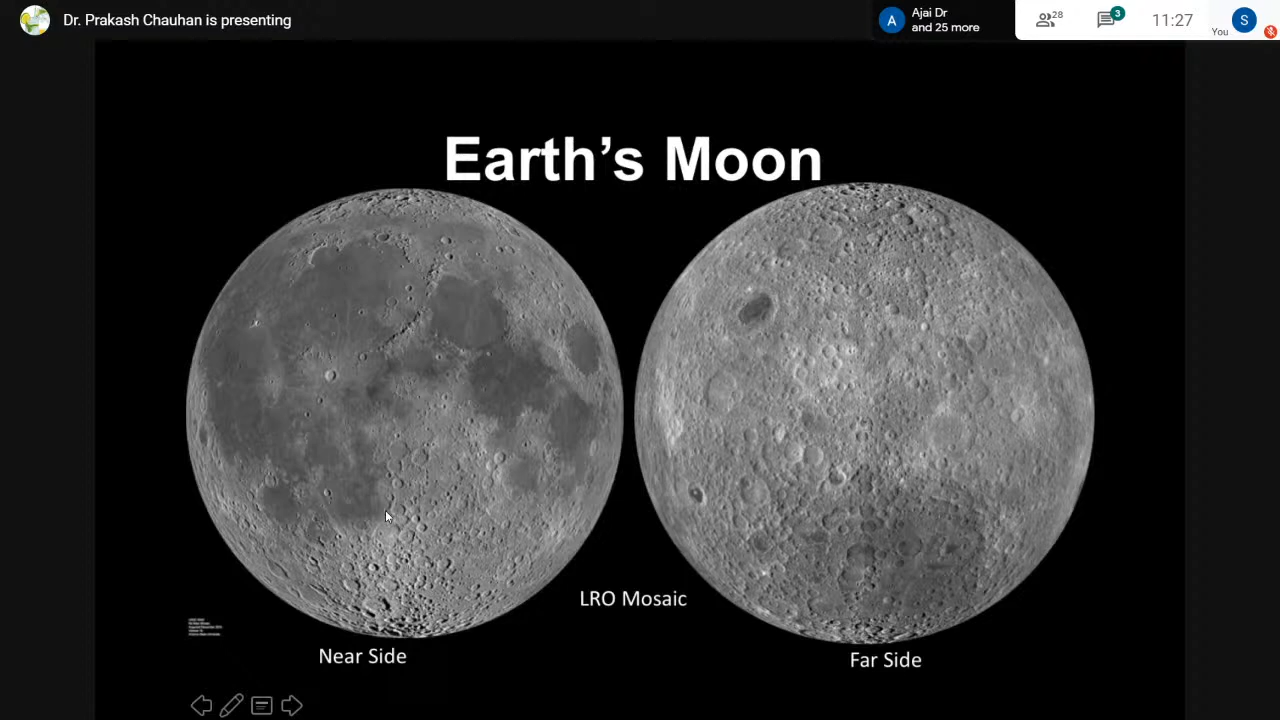 Dr. Prakash Chauhan is presenting
A
Ajai Dr
and 25 more
28
3
11:27
You
S
Earth’s Moon
LRO Mosaic
Near Side
Far Side